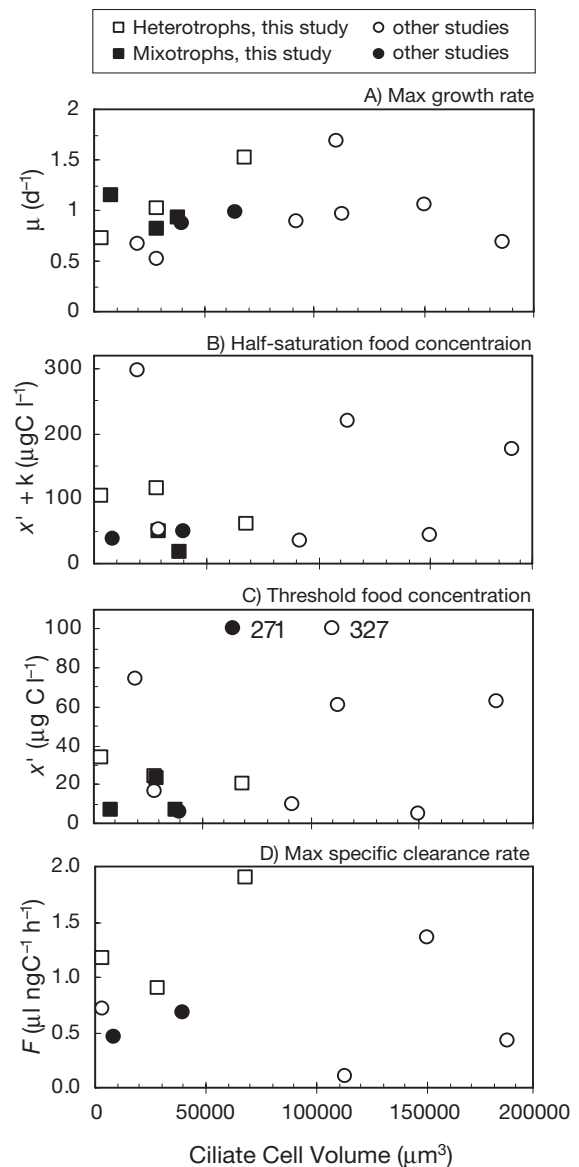 Heterotrophs, this study other studies
Mixotrophs, this study other studies
A) Max growth rate
2
1.5
1
0.5
0
μ (d⁻¹)
B) Half-saturation food concentraion
300
200
100
0
x' + k (μgC l⁻¹)
C) Threshold food concentration
271 327
100
80
60
40
20
0
x' (μg C l⁻¹)
D) Max specific clearance rate
2.0
1.5
1.0
0.5
0.0
F (μl ngC⁻¹ h⁻¹)
0 50000 100000 150000 200000
Ciliate Cell Volume (μm³)